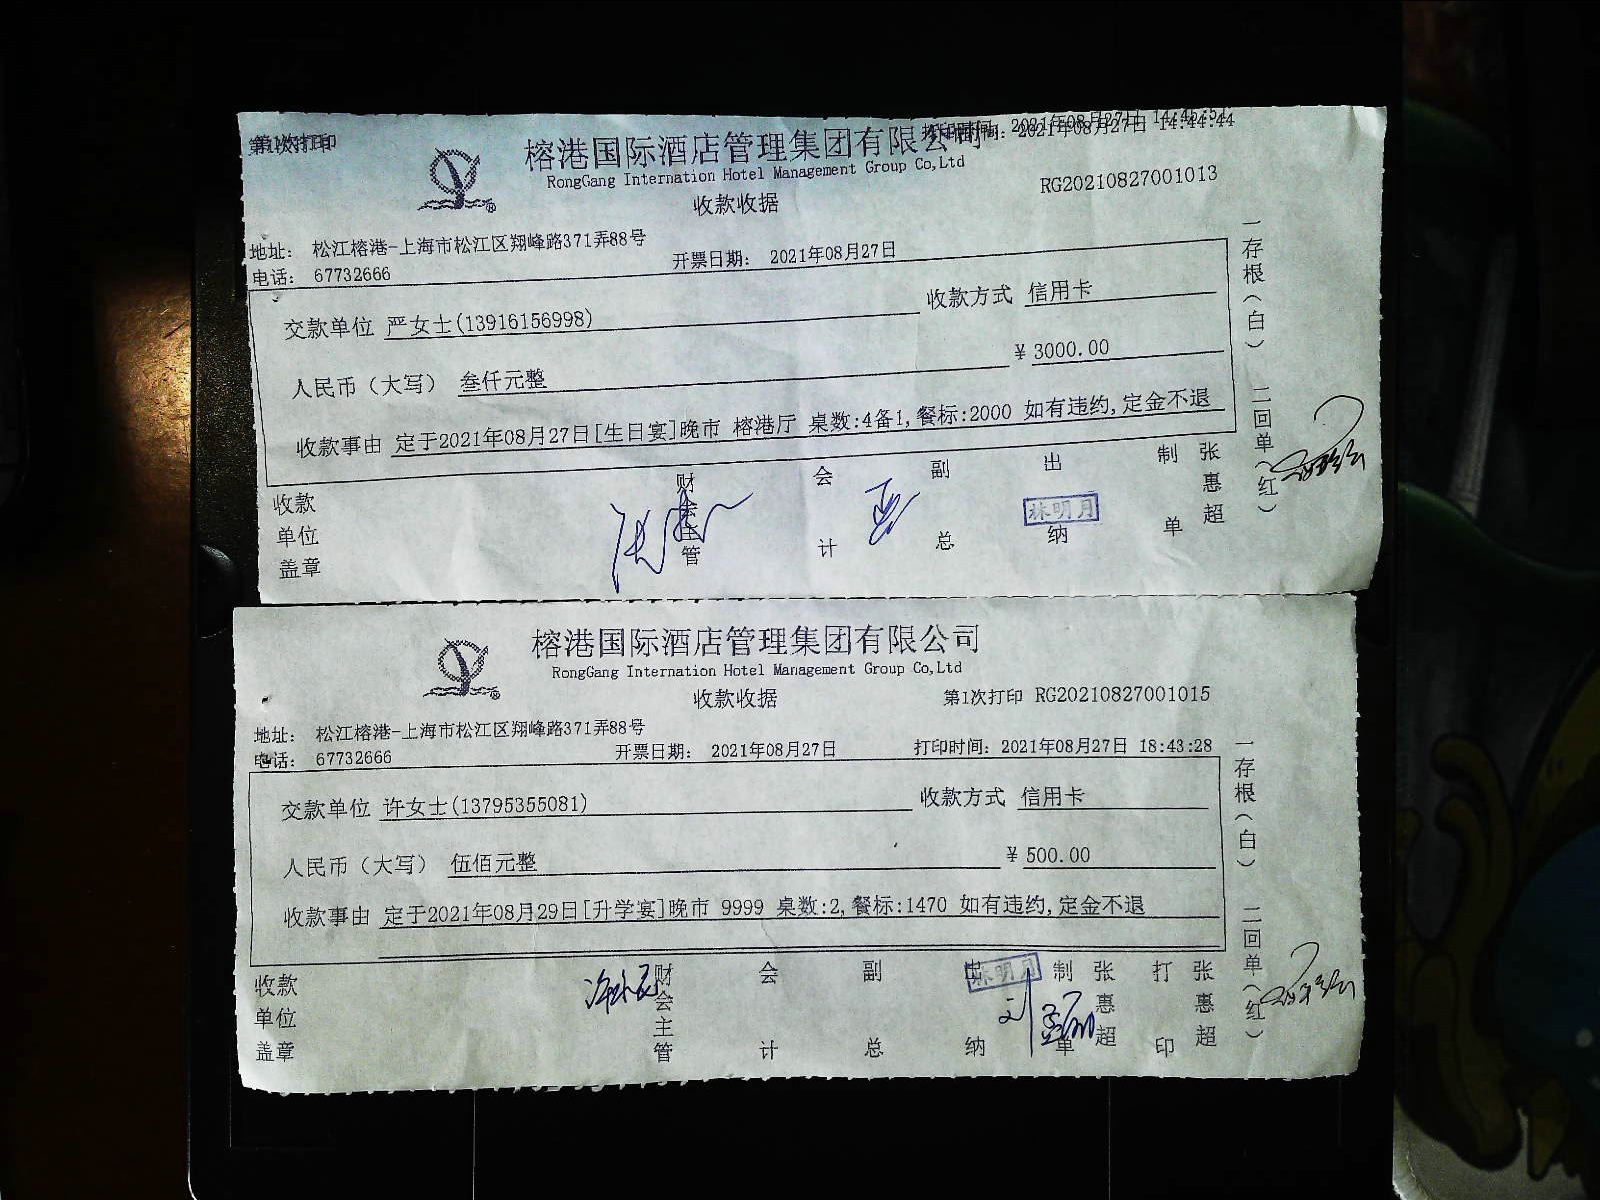 第1次打印
榕港国际酒店管理集团有限公司
打印时间: 2021年08月27日 14:44:44
RongGang Internation Hotel Management Group Co,Ltd
收款收据
RG20210827001013
地址: 松江榕港-上海市松江区翔峰路371弄88号
电话: 67732666
开票日期: 2021年08月27日
交款单位 严女士(13916156998)
收款方式 信用卡
人民币（大写） 叁仟元整
¥ 3000.00
收款事由 定于2021年08月27日[生日宴]晚市 榕港厅 桌数:4备1,餐标:2000 如有违约,定金不退
收款单位盖章
财会主管
会计
副总
出纳
林明月
制单
张惠超
一存根(白)
二回单(红)
榕港国际酒店管理集团有限公司
RongGang Internation Hotel Management Group Co,Ltd
收款收据
第1次打印 RG20210827001015
地址: 松江榕港-上海市松江区翔峰路371弄88号
电话: 67732666
开票日期: 2021年08月27日
打印时间: 2021年08月27日 18:43:28
交款单位 许女士(13795355081)
收款方式 信用卡
人民币（大写） 伍佰元整
¥ 500.00
收款事由 定于2021年08月29日[升学宴]晚市 9999 桌数:2,餐标:1470 如有违约,定金不退
收款单位盖章
财会主管
会计
副总
出纳
林明月
制单
张惠超
打印
张惠超
一存根(白)
二回单(红)